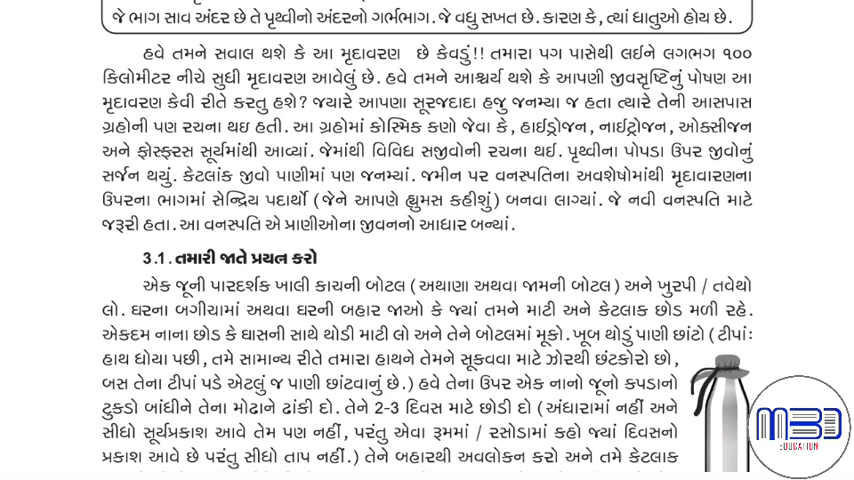 જે ભાગ સાવ અંદર છે તે પૃથ્વીનો અંદરનો ગર્ભભાગ. જે વધુ સખત છે. કારણ કે, ત્યાં ધાતુઓ હોય છે.
હવે તમને સવાલ થશે કે આ મૃદાવરણ છે કેવડું!! તમારા પગ પાસેથી લઈને લગભગ ૧૦૦
કિલોમીટર નીચે સુધી મૃદાવરણ આવેલું છે. હવે તમને આશ્ચર્ય થશે કે આપણી જીવસૃષ્ટિનું પોષણ આ
મૃદાવરણ કેવી રીતે કરતુ હશે? જ્યારે આપણા સૂરજદાદા હજુ જનમ્યા જ હતા ત્યારે તેની આસપાસ
ગ્રહોની પણ રચના થઇ હતી. આ ગ્રહોમાં કોસ્મિક કણો જેવા કે, હાઈડ્રોજન, નાઈટ્રોજન, ઓક્સીજન
અને ફોસ્ફરસ સૂર્યમાંથી આવ્યાં. જેમાંથી વિવિધ સજીવોની રચના થઈ. પૃથ્વીના પોપડા ઉપર જીવોનું
સર્જન થયું. કેટલાંક જીવો પાણીમાં પણ જનમ્યાં. જમીન પર વનસ્પતિના અવશેષોમાંથી મૃદાવારણના
ઉપરના ભાગમાં સેન્દ્રિય પદાર્થો (જેને આપણે હ્યુમસ કહીશું) બનવા લાગ્યાં. જે નવી વનસ્પતિ માટે
જરૂરી હતા. આ વનસ્પતિ એ પ્રાણીઓના જીવનનો આધાર બન્યાં.
3.1. તમારી જાતે પ્રયત્ન કરો
એક જૂની પારદર્શક ખાલી કાચની બોટલ (અથાણા અથવા જામની બોટલ) અને ખુરપી / તવેથો
લો. ઘરના બગીચામાં અથવા ઘરની બહાર જાઓ કે જ્યાં તમને માટી અને કેટલાક છોડ મળી રહે.
એકદમ નાના છોડ કે ઘાસની સાથે થોડી માટી લો અને તેને બોટલમાં મૂકો. ખૂબ થોડું પાણી છાંટો (ટીપાંઃ
હાથ ધોયા પછી, તમે સામાન્ય રીતે તમારા હાથને તેમને સૂકવવા માટે ઝોરથી છંટકોરો છો,
બસ તેના ટીપાં પડે એટલું જ પાણી છાંટવાનું છે.) હવે તેના ઉપર એક નાનો જૂનો કપડાનો
ટુકડો બાંધીને તેના મોઢાને ઢાંકી દો. તેને 2-3 દિવસ માટે છોડી દો (અંધારામાં નહીં અને
સીધો સૂર્યપ્રકાશ આવે તેમ પણ નહીં, પરંતુ એવા રૂમમાં / રસોડામાં કહો જ્યાં દિવસનો
પ્રકાશ આવે છે પરંતુ સીધો તાપ નહીં.) તેને બહારથી અવલોકન કરો અને તમે કેટલાક
EDUCATION